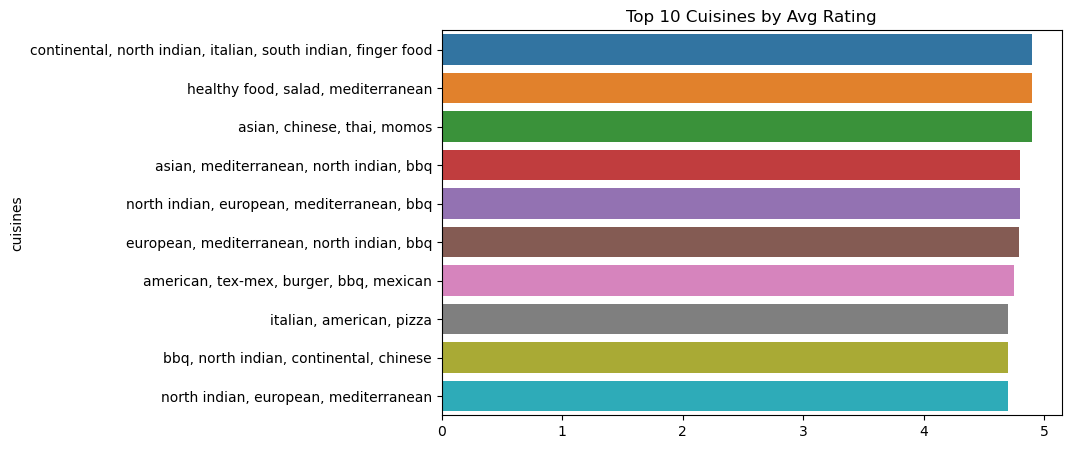 Top 10 Cuisines by Avg Rating
cuisines
continental, north indian, italian, south indian, finger food
healthy food, salad, mediterranean
asian, chinese, thai, momos
asian, mediterranean, north indian, bbq
north indian, european, mediterranean, bbq
european, mediterranean, north indian, bbq
american, tex-mex, burger, bbq, mexican
italian, american, pizza
bbq, north indian, continental, chinese
north indian, european, mediterranean
0 1 2 3 4 5